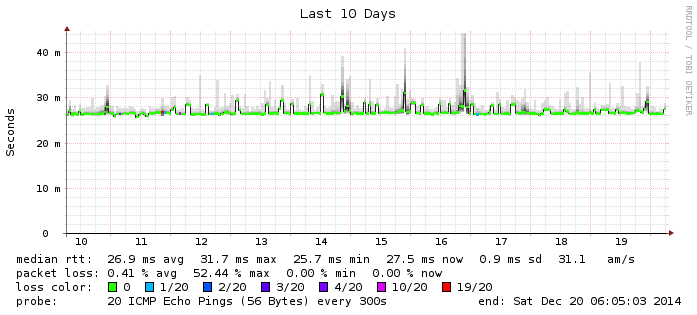 Last 10 Days
RRDTOOL / TOBI OETIKER
Seconds
40 m
30 m
20 m
10 m
0
10 11 12 13 14 15 16 17 18 19
median rtt: 26.9 ms avg 31.7 ms max 25.7 ms min 27.5 ms now 0.9 ms sd 31.1 am/s
packet loss: 0.41 % avg 52.44 % max 0.00 % min 0.00 % now
loss color: 0 1/20 2/20 3/20 4/20 10/20 19/20
probe: 20 ICMP Echo Pings (56 Bytes) every 300s end: Sat Dec 20 06:05:03 2014